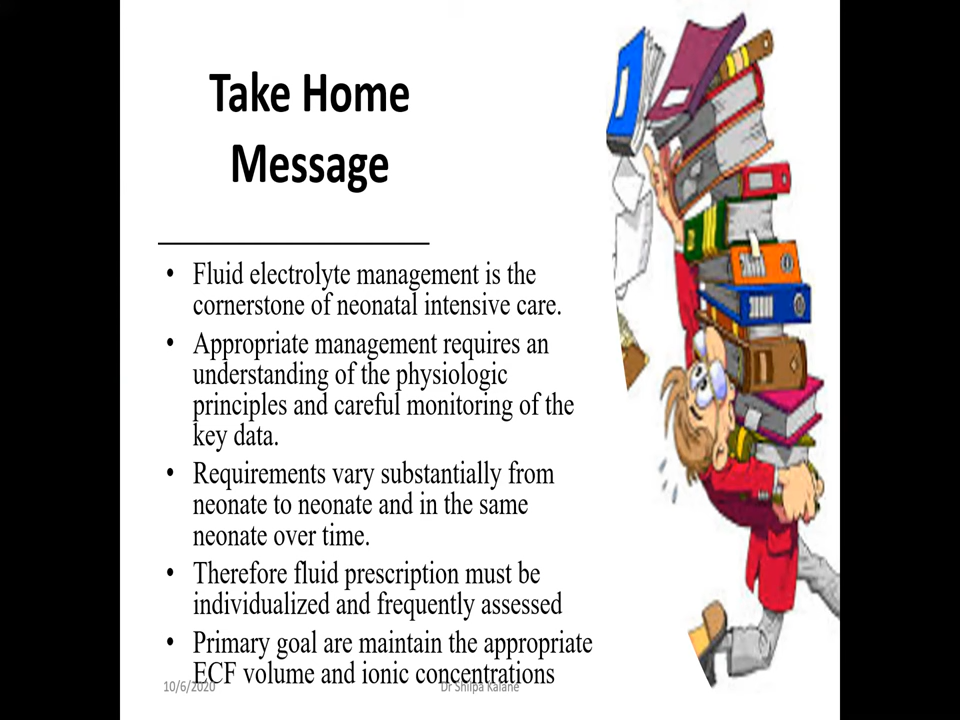 Take Home
Message
• Fluid electrolyte management is the
cornerstone of neonatal intensive care.
• Appropriate management requires an
understanding of the physiologic
principles and careful monitoring of the
key data.
• Requirements vary substantially from
neonate to neonate and in the same
neonate over time.
• Therefore fluid prescription must be
individualized and frequently assessed
• Primary goal are maintain the appropriate
ECF volume and ionic concentrations
10/6/2020
Dr Shilpa Kalane